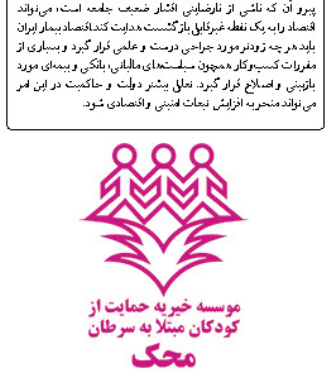 پیرو آن که ناشی از نارضایتی اقشار ضعیف جامعه است، می‌تواند
اقتصاد را به یک نقطه غیرقابل بازگشت هدایت کند. اقتصاد بیمار ایران
باید هر چه زودتر مورد جراحی درست و علمی قرار گیرد و بسیاری از
مقررات کسب‌وکار همچون سیاست‌های مالیاتی، بانکی و بیمه‌ای مورد
بازبینی و اصلاح قرار گیرد. تعلل بیشتر دولت و حاکمیت در این امر
می‌تواند منجر به افزایش تبعات امنیتی و اقتصادی شود.
موسسه خیریه حمایت از
کودکان مبتلا به سرطان
محک